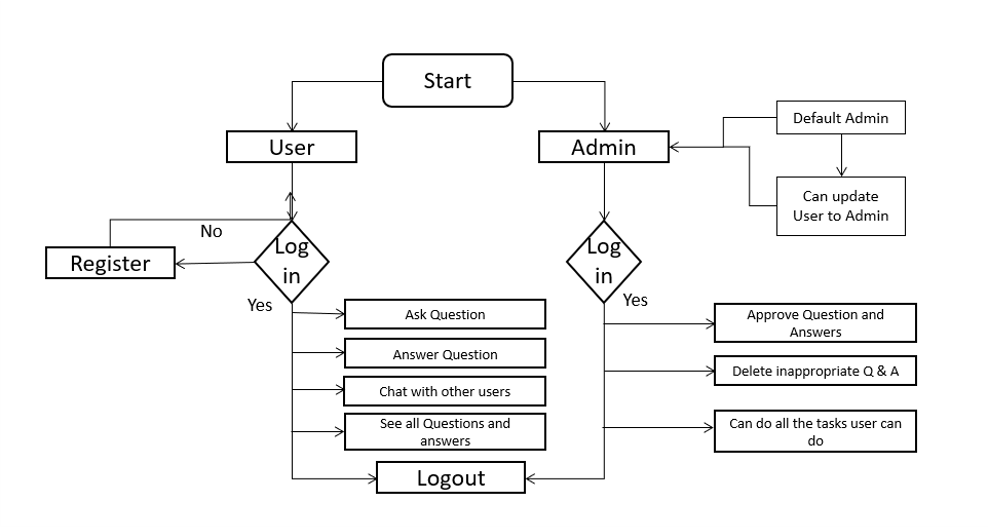 Start
User
Admin
Default Admin
Can update
User to Admin
No
Log
in
Register
Log
in
Yes
Yes
Ask Question
Answer Question
Chat with other users
See all Questions and
answers
Approve Question and
Answers
Delete inappropriate Q & A
Can do all the tasks user can
do
Logout